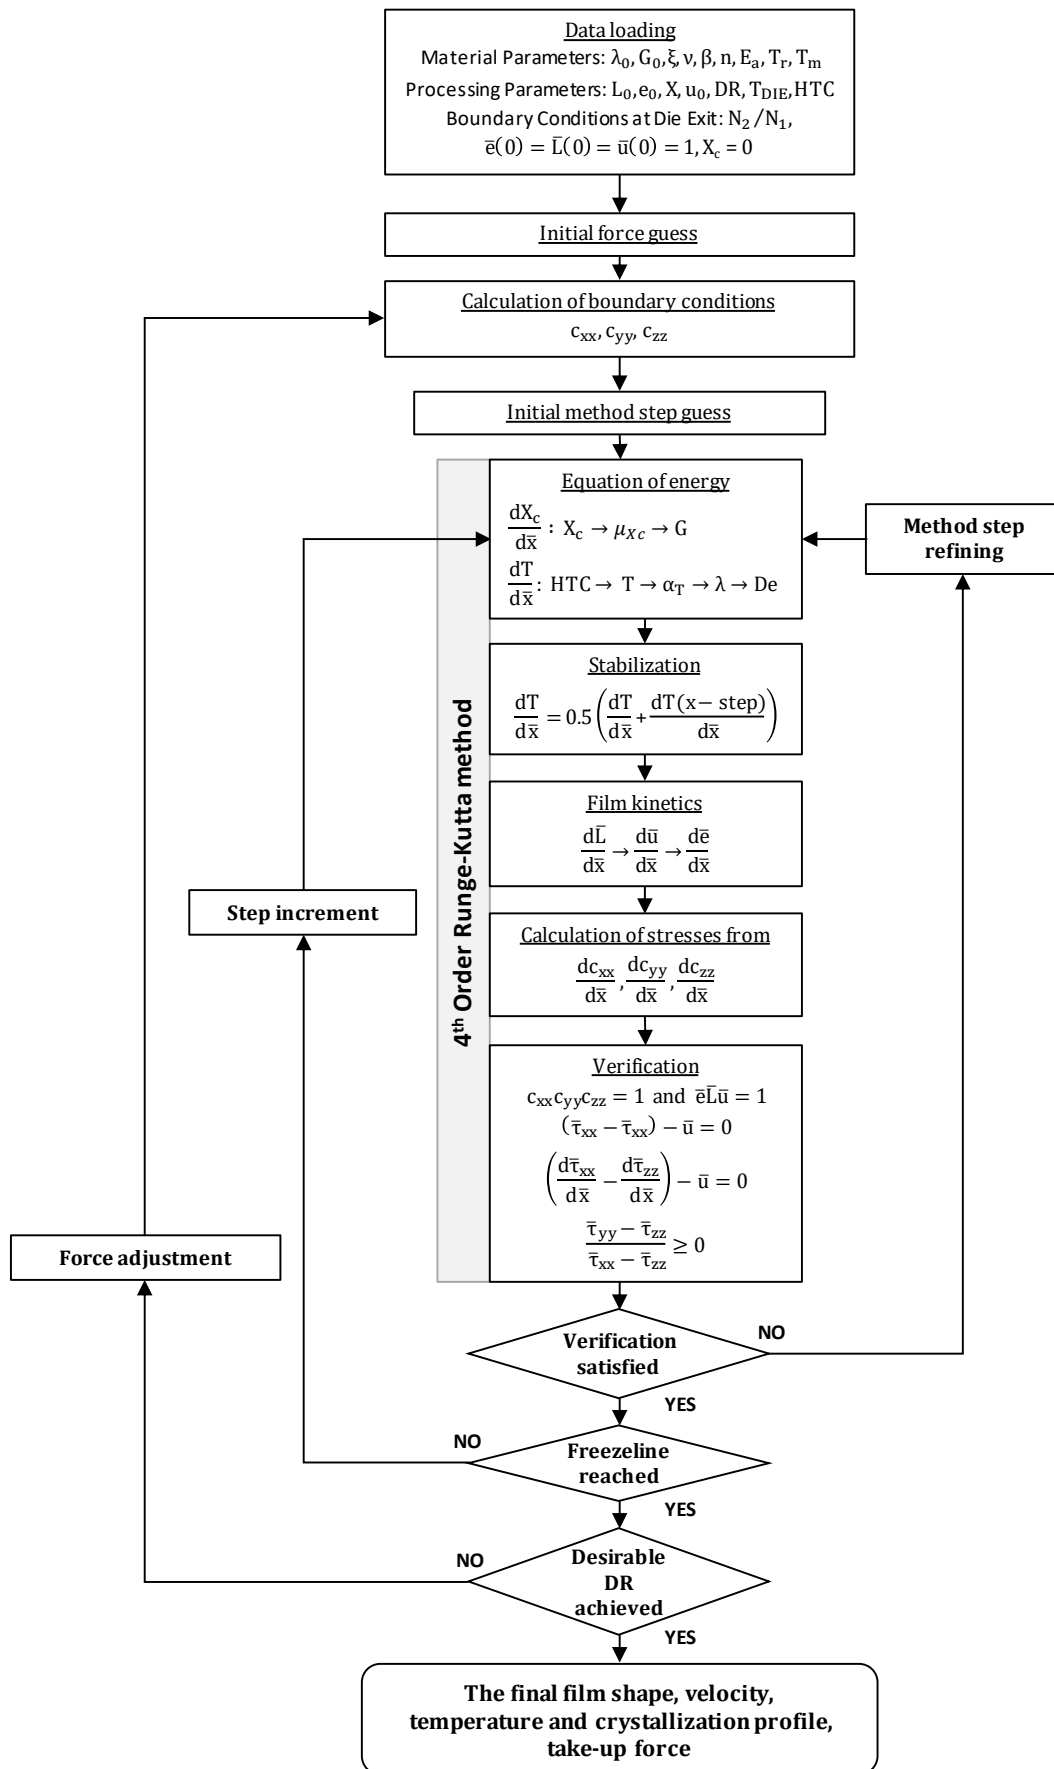 Data loading
Material Parameters: λ₀, G₀, ξ, ν, β, n, Eₐ, Tᵣ, Tₘ
Processing Parameters: L₀, e₀, X, u₀, DR, T_DIE, HTC
Boundary Conditions at Die Exit: N₂/N₁,
ē(0) = L̄(0) = ū(0) = 1, X_c = 0
Initial force guess
Calculation of boundary conditions
c_xx, c_yy, c_zz
Initial method step guess
4th Order Runge-Kutta method
Equation of energy
dX_c/dx̄ : X_c → μ_Xc → G
dT/dx̄ : HTC → T → α_T → λ → De
Method step
refining
Stabilization
dT/dx̄ = 0.5 (dT/dx̄ + dT(x− step)/dx̄)
Film kinetics
dL̄/dx̄ → dū/dx̄ → dē/dx̄
Step increment
Calculation of stresses from
dc_xx/dx̄, dc_yy/dx̄, dc_zz/dx̄
Verification
c_xx c_yy c_zz = 1 and ēL̄ū = 1
(τ̄_xx − τ̄_xx) − ū = 0
(dτ̄_xx/dx̄ − dτ̄_zz/dx̄) − ū = 0
(τ̄_yy − τ̄_zz)/(τ̄_xx − τ̄_zz) ≥ 0
Force adjustment
Verification
satisfied
NO
YES
Freezeline
reached
NO
YES
Desirable
DR
achieved
NO
YES
The final film shape, velocity,
temperature and crystallization profile,
take-up force